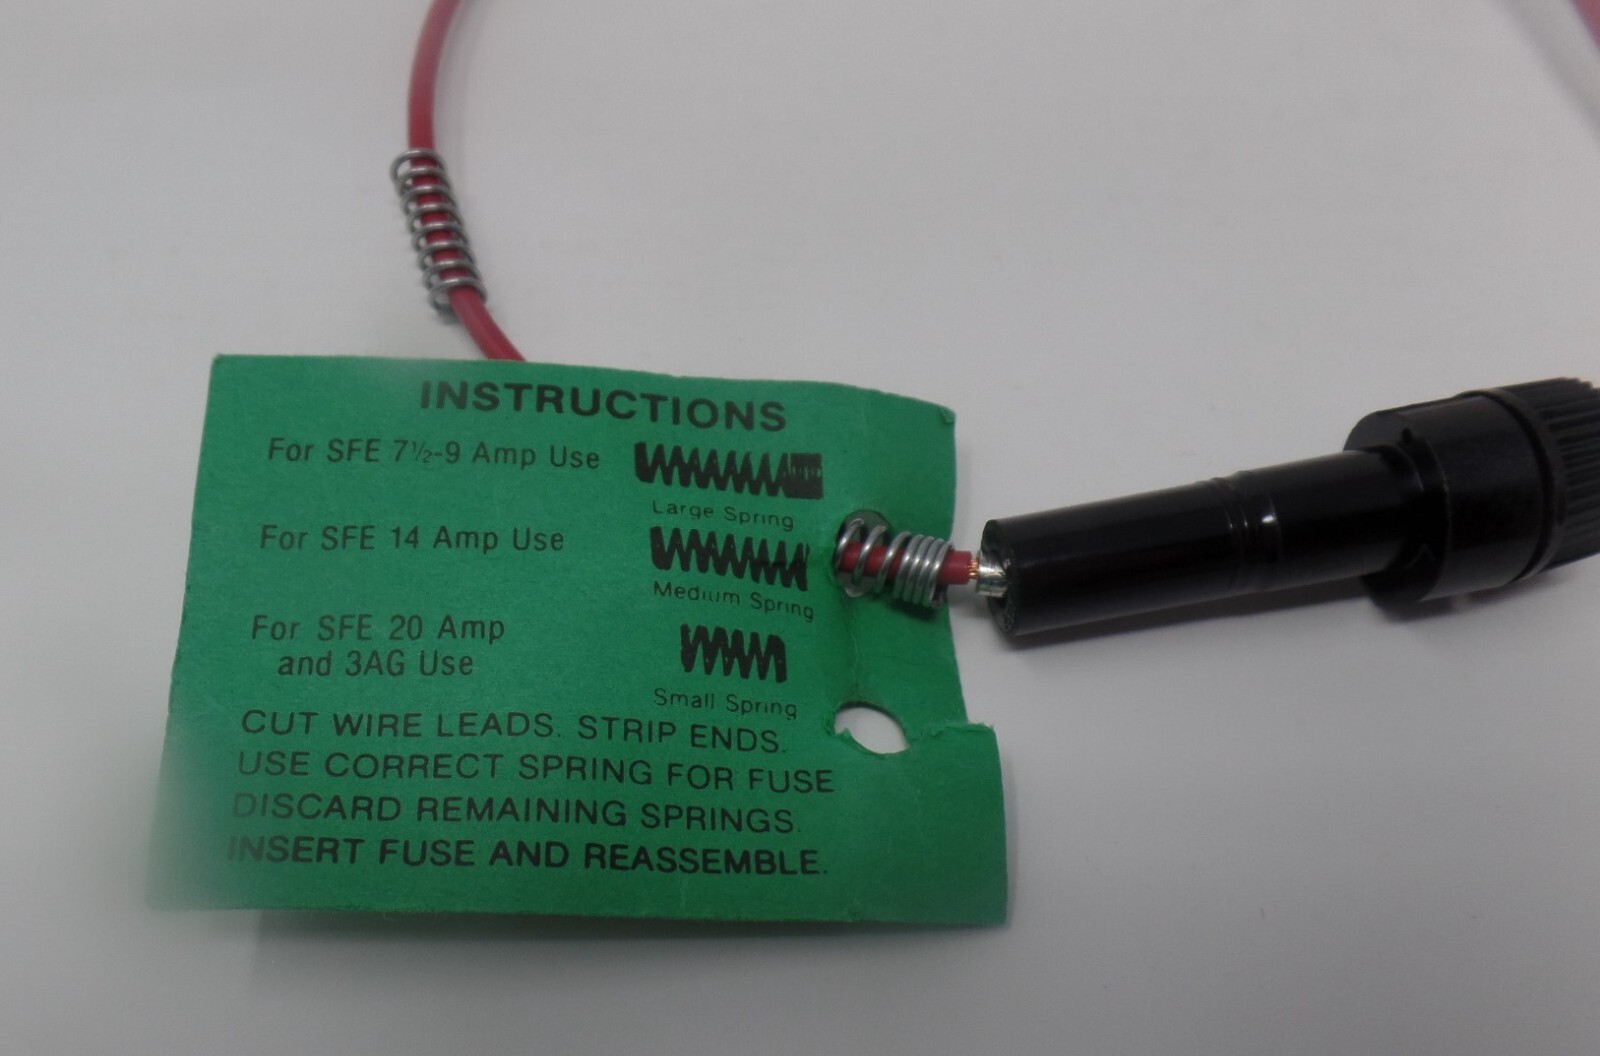 INSTRUCTIONS
For SFE 7½-9 Amp Use
Large Spring
For SFE 14 Amp Use
Medium Spring
For SFE 20 Amp
and 3AG Use
Small Spring
CUT WIRE LEADS. STRIP ENDS.
USE CORRECT SPRING FOR FUSE
DISCARD REMAINING SPRINGS.
INSERT FUSE AND REASSEMBLE.